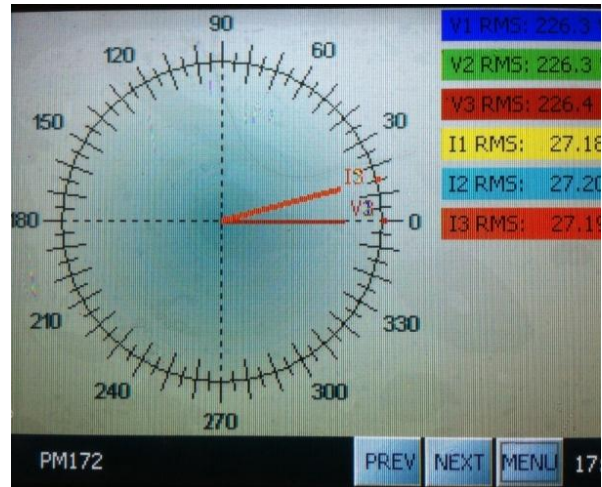 90
60
120
30
150
I3
V3
180
0
210
330
240
300
270
V1 RMS: 226.3
V2 RMS: 226.3
V3 RMS: 226.4
I1 RMS: 27.18
I2 RMS: 27.20
I3 RMS: 27.19
PM172 PREV NEXT MENU 17: